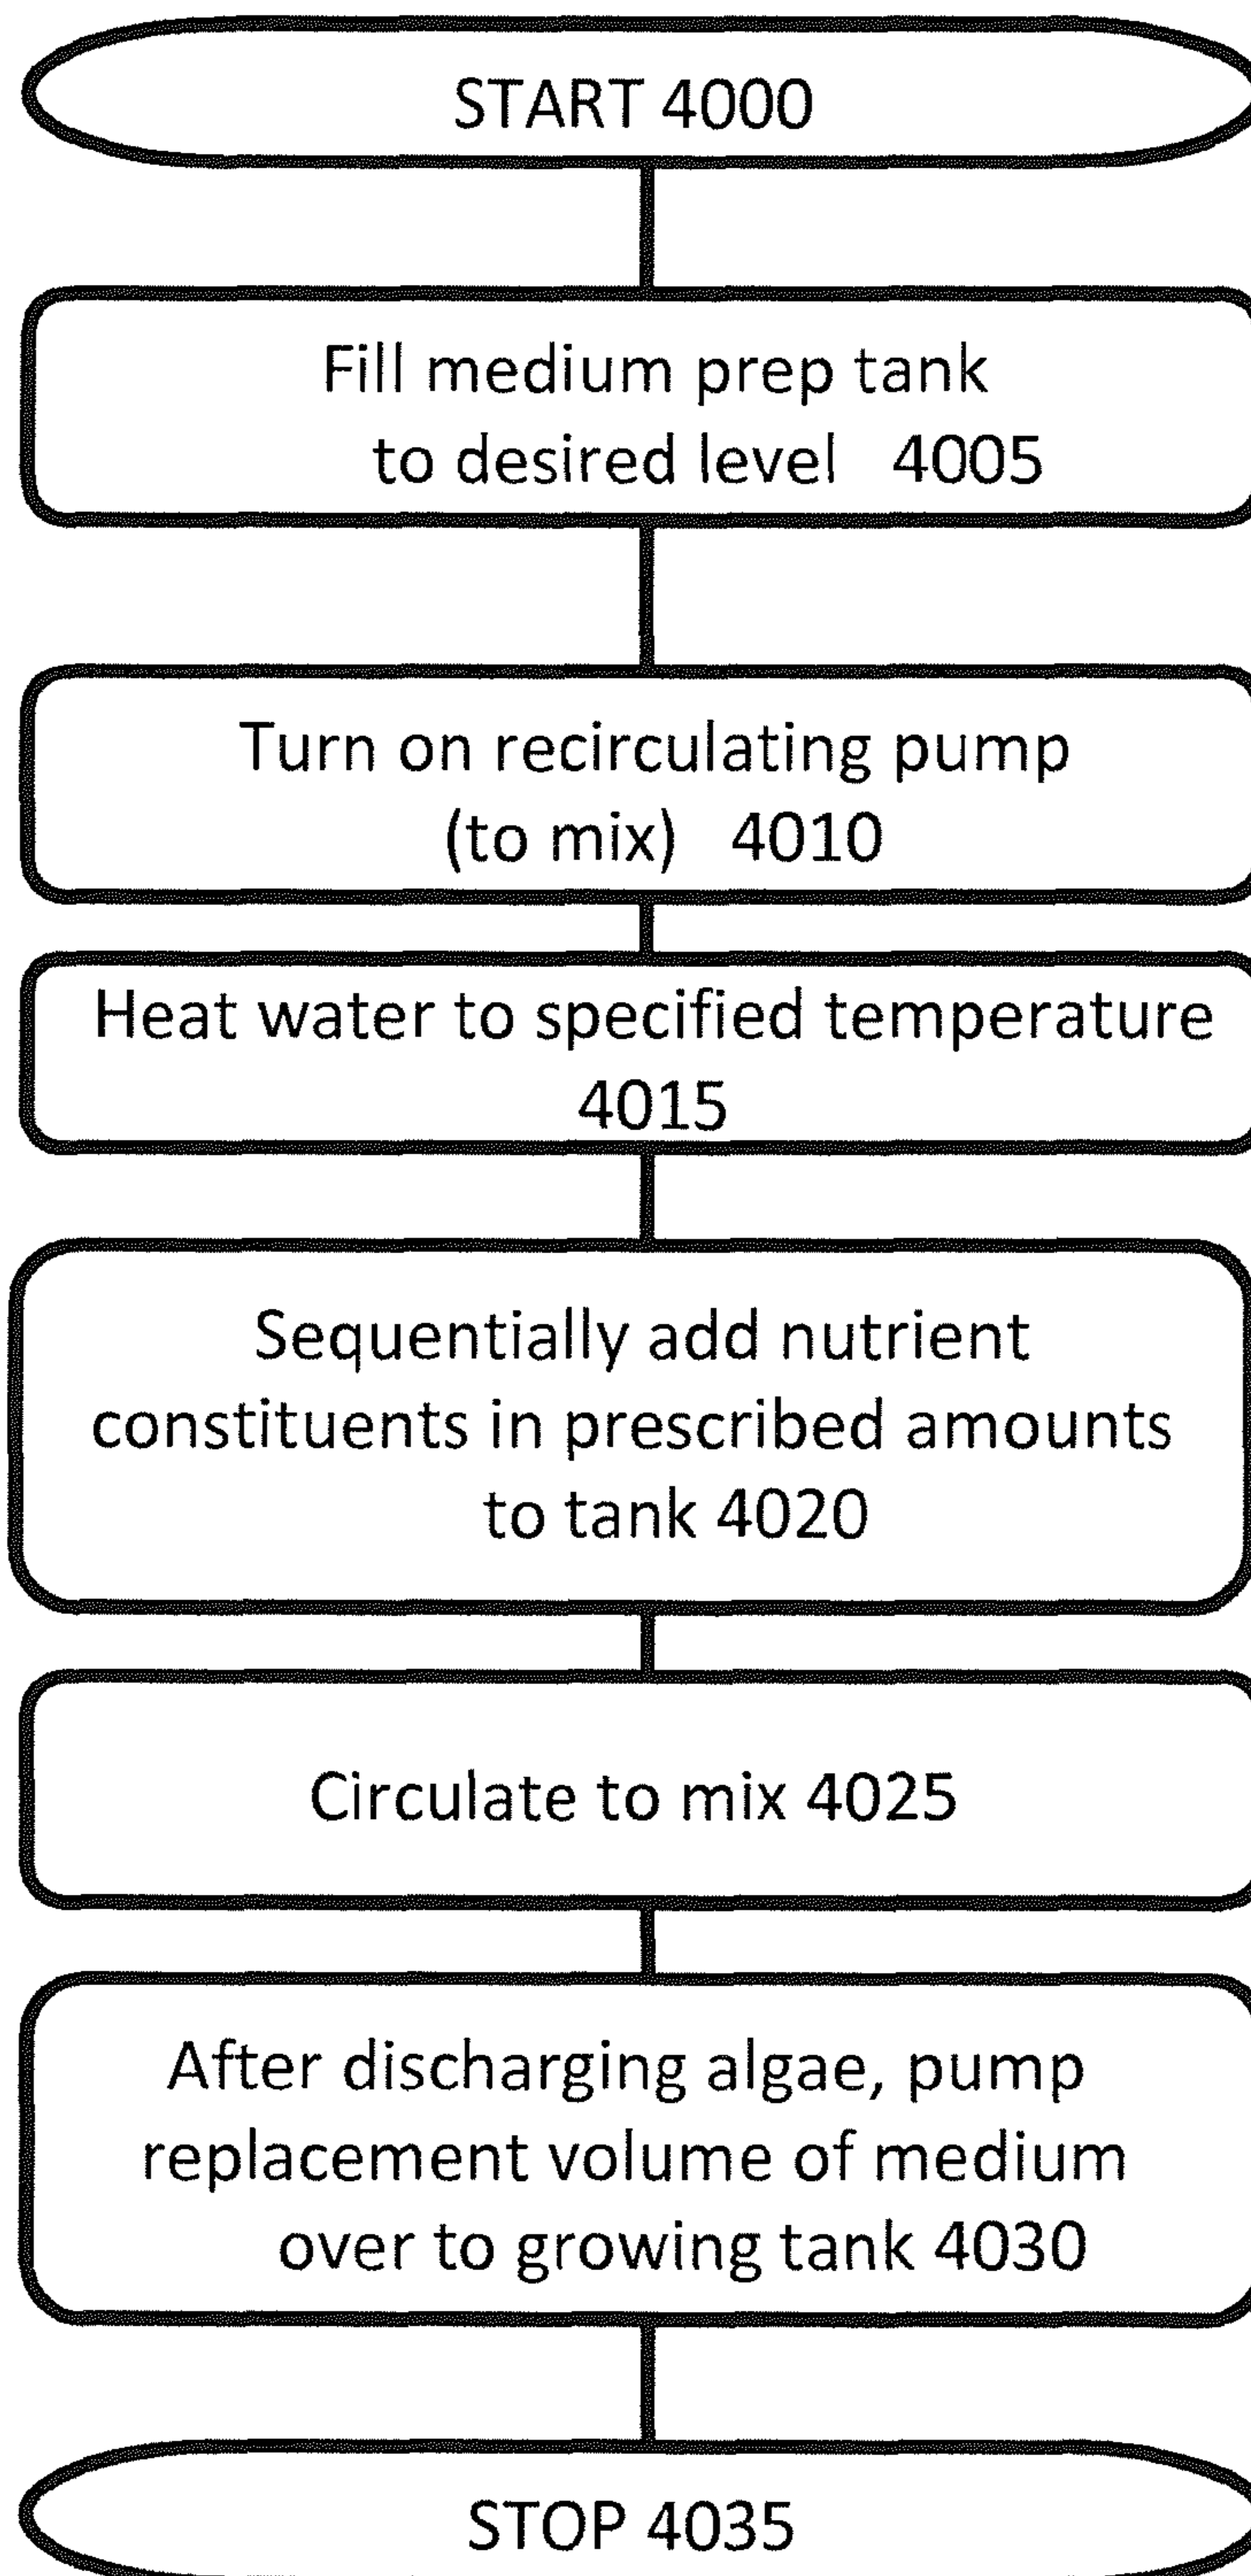 START 4000
Fill medium prep tank
to desired level 4005
Turn on recirculating pump
(to mix) 4010
Heat water to specified temperature
4015
Sequentially add nutrient
constituents in prescribed amounts
to tank 4020
Circulate to mix 4025
After discharging algae, pump
replacement volume of medium
over to growing tank 4030
STOP 4035